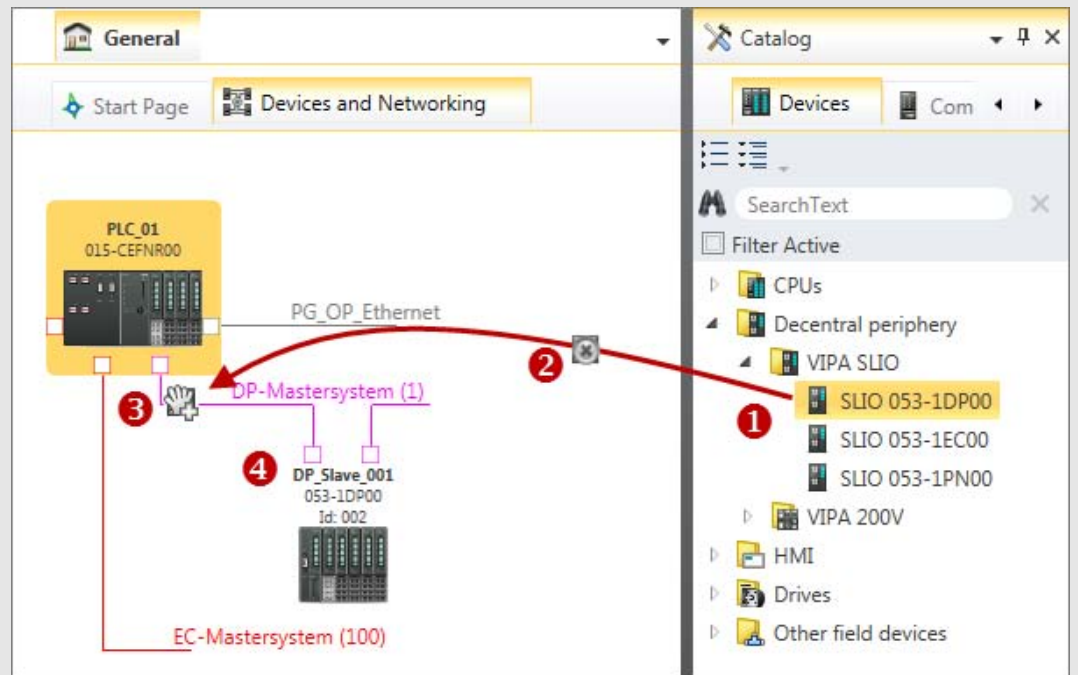 General
Start Page
Devices and Networking
PLC_01
015-CEFNR00
PG_OP_Ethernet
2
3
DP-Mastersystem (1)
4
DP_Slave_001
053-1DP00
Id: 002
EC-Mastersystem (100)
Catalog
Devices
Com
SearchText
Filter Active
CPUs
Decentral periphery
VIPA SLIO
SLIO 053-1DP00
1
SLIO 053-1EC00
SLIO 053-1PN00
VIPA 200V
HMI
Drives
Other field devices